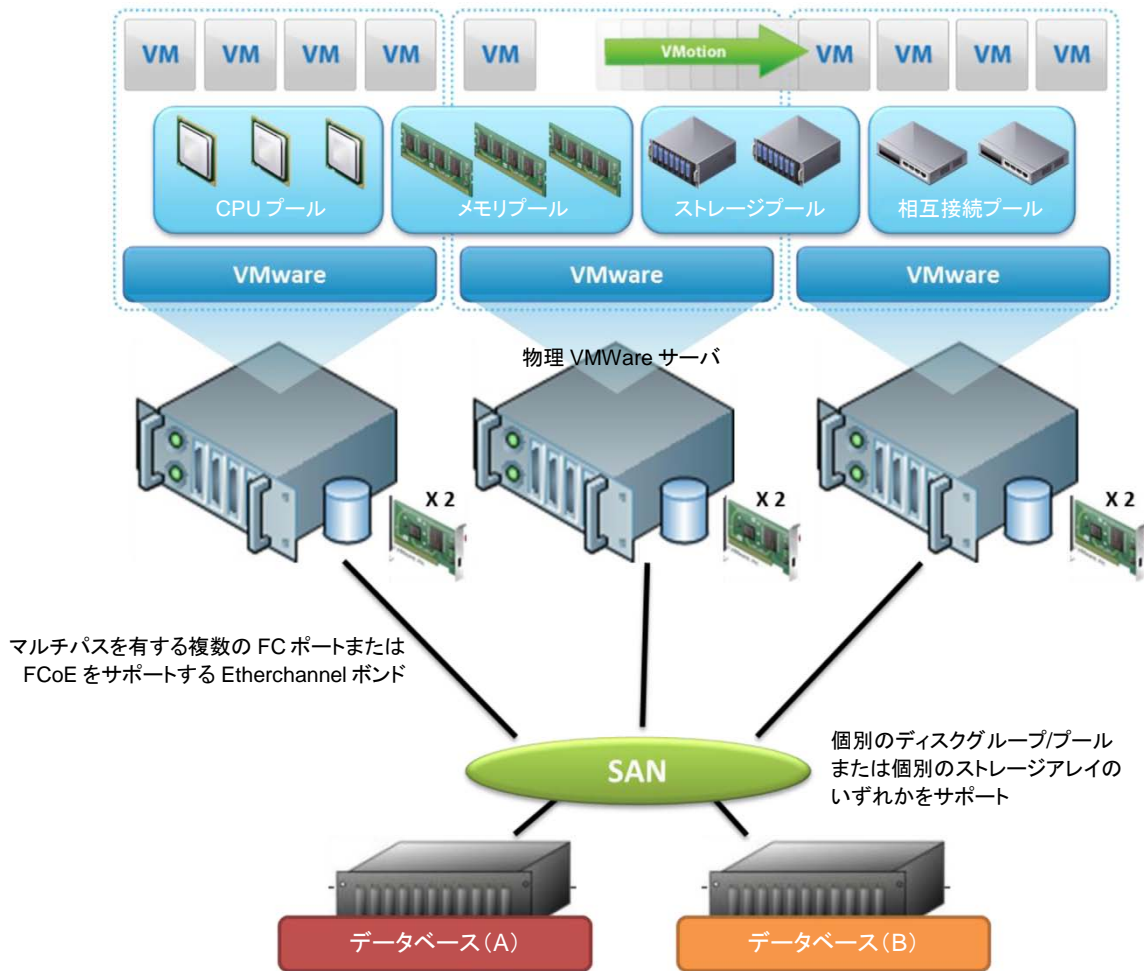 VM VM VM VM VM VMotion VM VM VM VM
CPU プール メモリプール ストレージプール 相互接続プール
VMware VMware VMware
物理 VMWare サーバ
X 2 X 2 X 2
マルチパスを有する複数の FC ポートまたは
FCoE をサポートする Etherchannel ボンド
個別のディスクグループ/プール
または個別のストレージアレイの
いずれかをサポート
SAN
データベース(A) データベース(B)